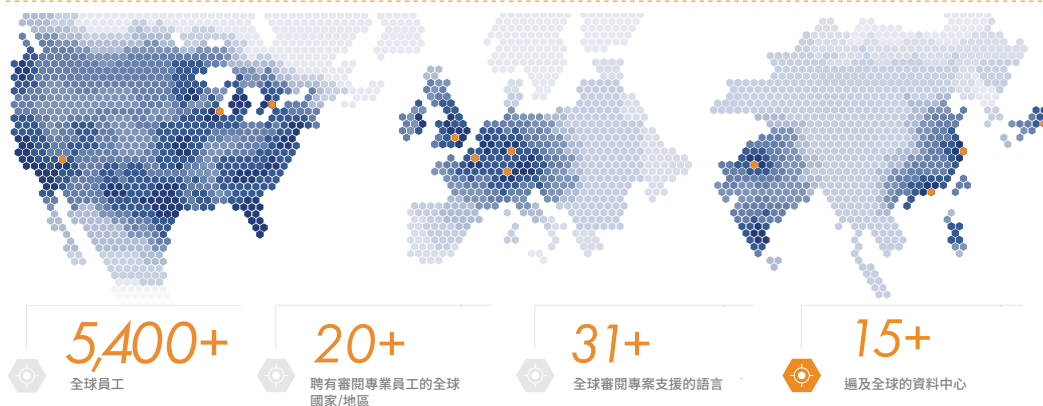 5,400+
全球員工
20+
聘有審閱專業員工的全球
國家/地區
31+
全球審閱專案支援的語言
15+
遍及全球的資料中心